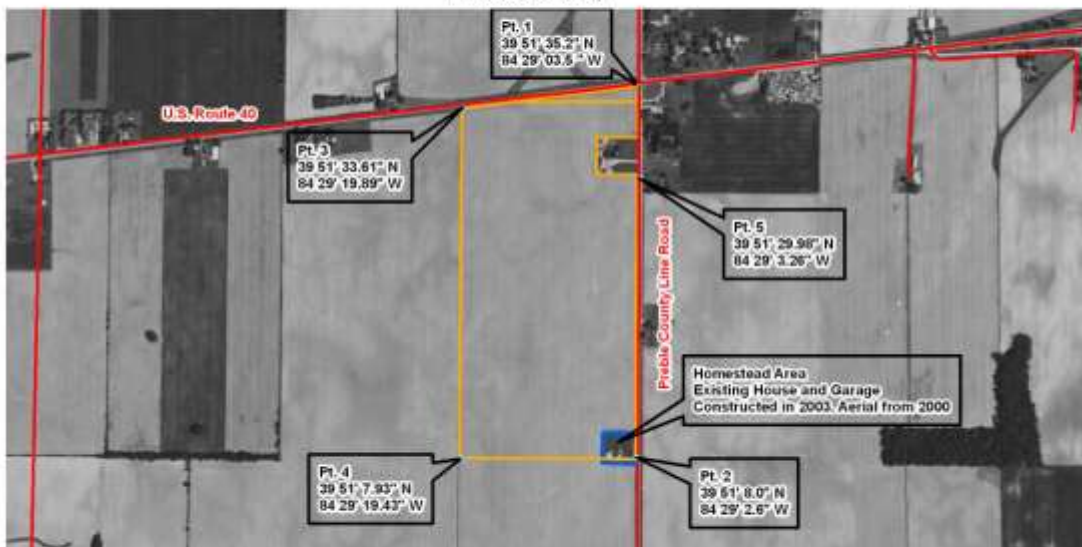 Pt. 1
39 51' 35.2" N
84 29' 03.5 " W
U.S. Route 40
Pt. 3
39 51' 33.61" N
84 29' 19.89" W
Pt. 5
39 51' 29.98" N
84 29' 3.26" W
Preble County Line Road
Homestead Area
Existing House and Garage
Constructed in 2003. Aerial from 2000
Pt. 4
39 51' 7.93" N
84 29' 19.43" W
Pt. 2
39 51' 8.0" N
84 29' 2.6" W